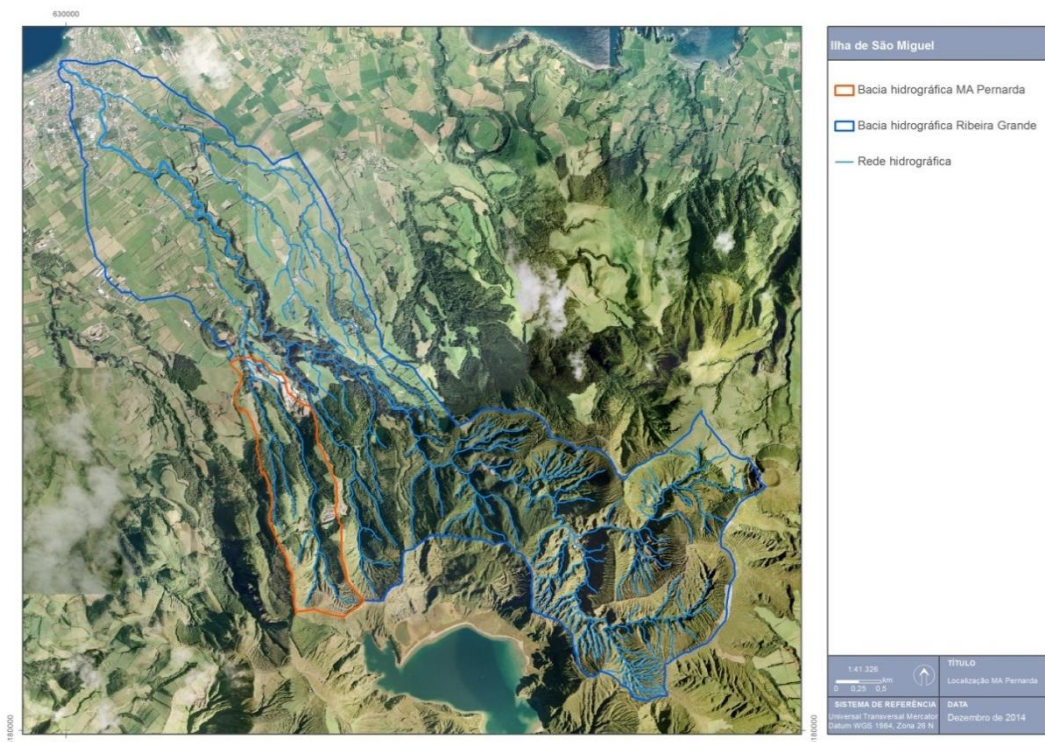 630000
Ilha de São Miguel
Bacia hidrográfica MA Pernarda
Bacia hidrográfica Ribeira Grande
Rede hidrográfica
1:41.326
km
0 0,25 0,5
TÍTULO
Localização MA Pernarda
SISTEMA DE REFERÊNCIA
Universal Transversal Mercator
Datum WGS 1984, Zona 26 N
DATA
Dezembro de 2014